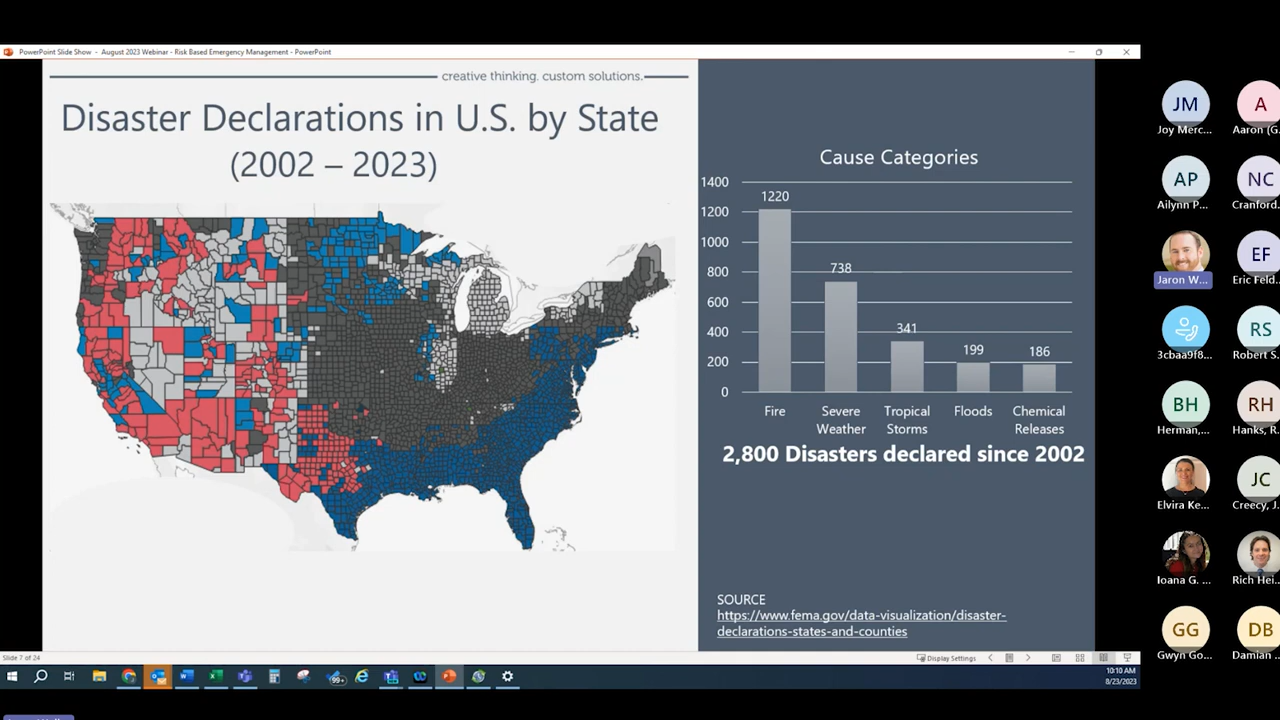 PowerPoint Slide Show - August 2023 Webinar - Risk Based Emergency Management - PowerPoint
creative thinking. custom solutions.
Disaster Declarations in U.S. by State
(2002 – 2023)
Cause Categories
1400
1200
1000
800
600
400
200
0
1220
738
341
199
186
Fire
Severe
Weather
Tropical
Storms
Floods
Chemical
Releases
2,800 Disasters declared since 2002
SOURCE
https://www.fema.gov/data-visualization/disaster-
declarations-states-and-counties
Slide 7 of 24
Display Settings
99+
10:10 AM
8/23/2023
JM
Joy Merc...
A
Aaron (G.
AP
Ailynn P...
NC
Cranford.
Jaron W...
EF
Eric Feld..
3cbaa9f8...
RS
Robert S.
BH
Herman,...
RH
Hanks, R.
Elvira Ke...
JC
Creecy, J.
Ioana G. ...
Rich Hei..
GG
Gwyn Go...
DB
Damian .